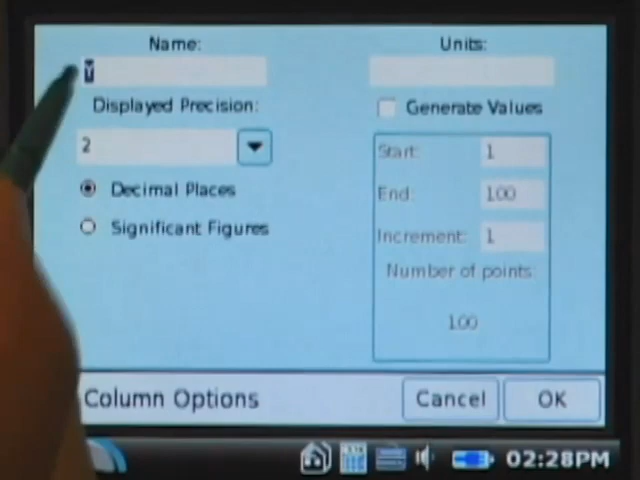 Name:
Units:
Y
Displayed Precision:
Generate Values
2
Start: 1
Decimal Places
End: 100
Significant Figures
Increment: 1
Number of points:
100
Column Options
Cancel
OK
02:28PM